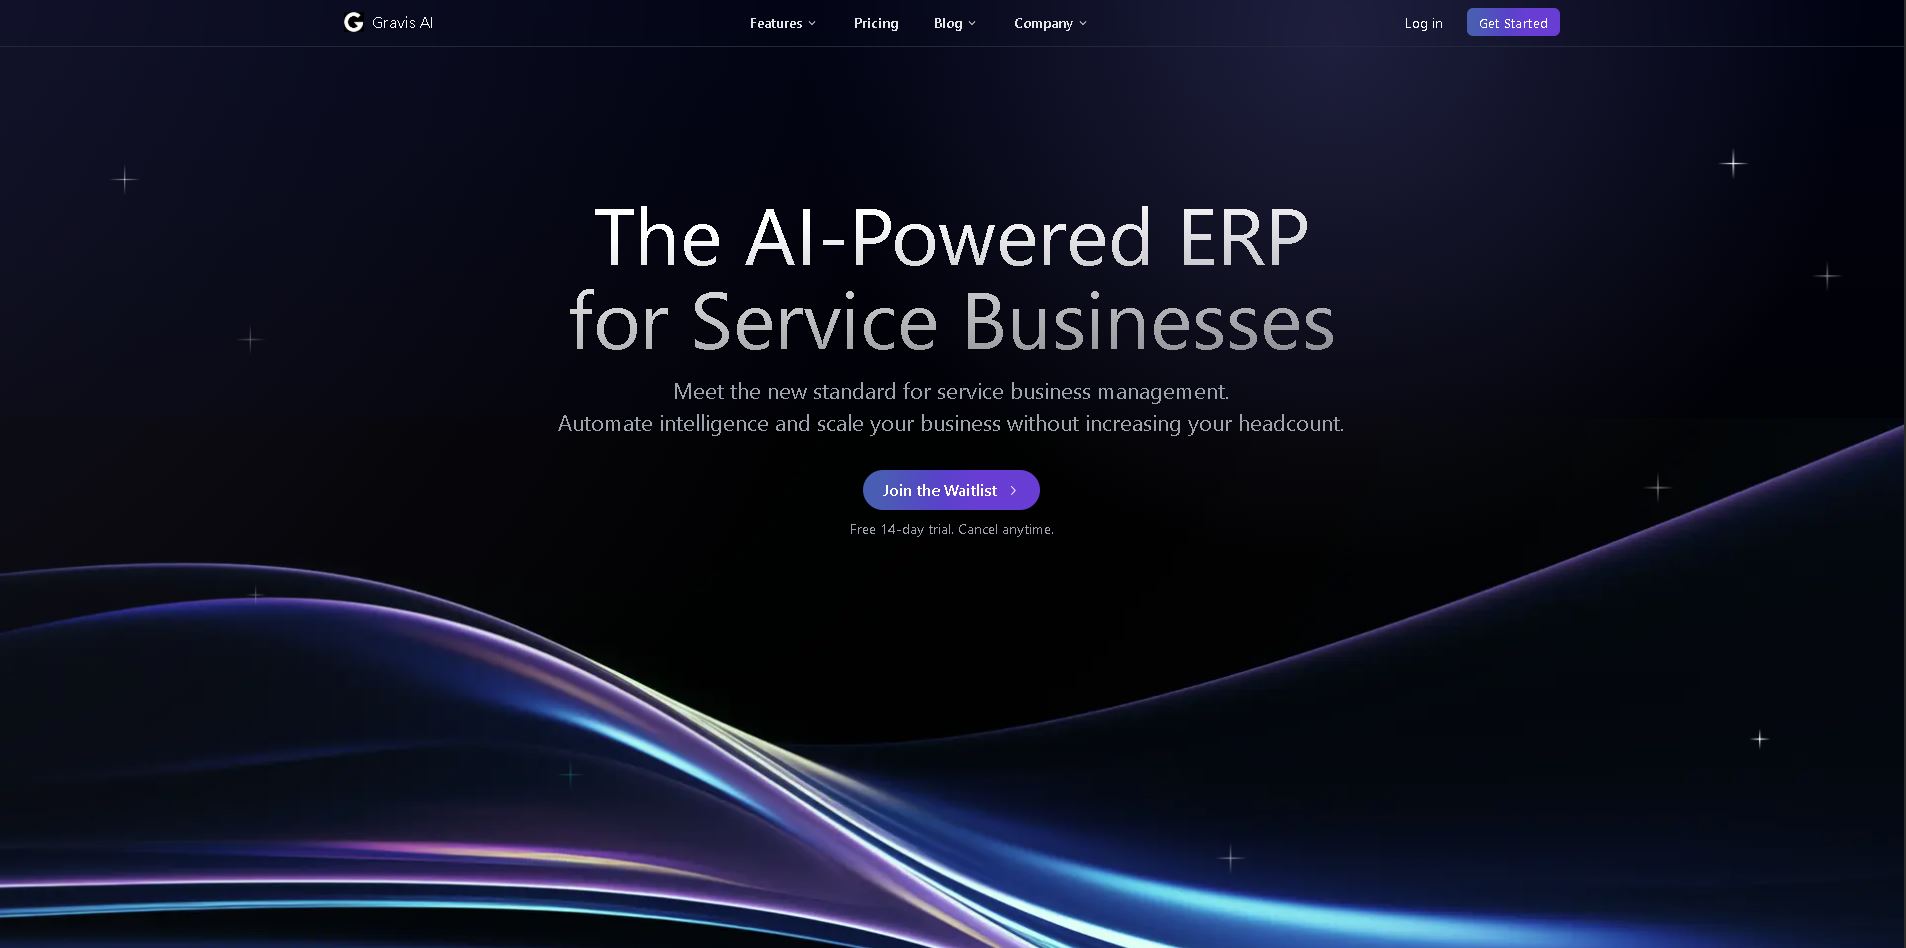 Gravis AI
Features
Pricing
Blog
Company
Log in
Get Started
The AI-Powered ERP
for Service Businesses
Meet the new standard for service business management.
Automate intelligence and scale your business without increasing your headcount.
Join the Waitlist
Free 14-day trial. Cancel anytime.